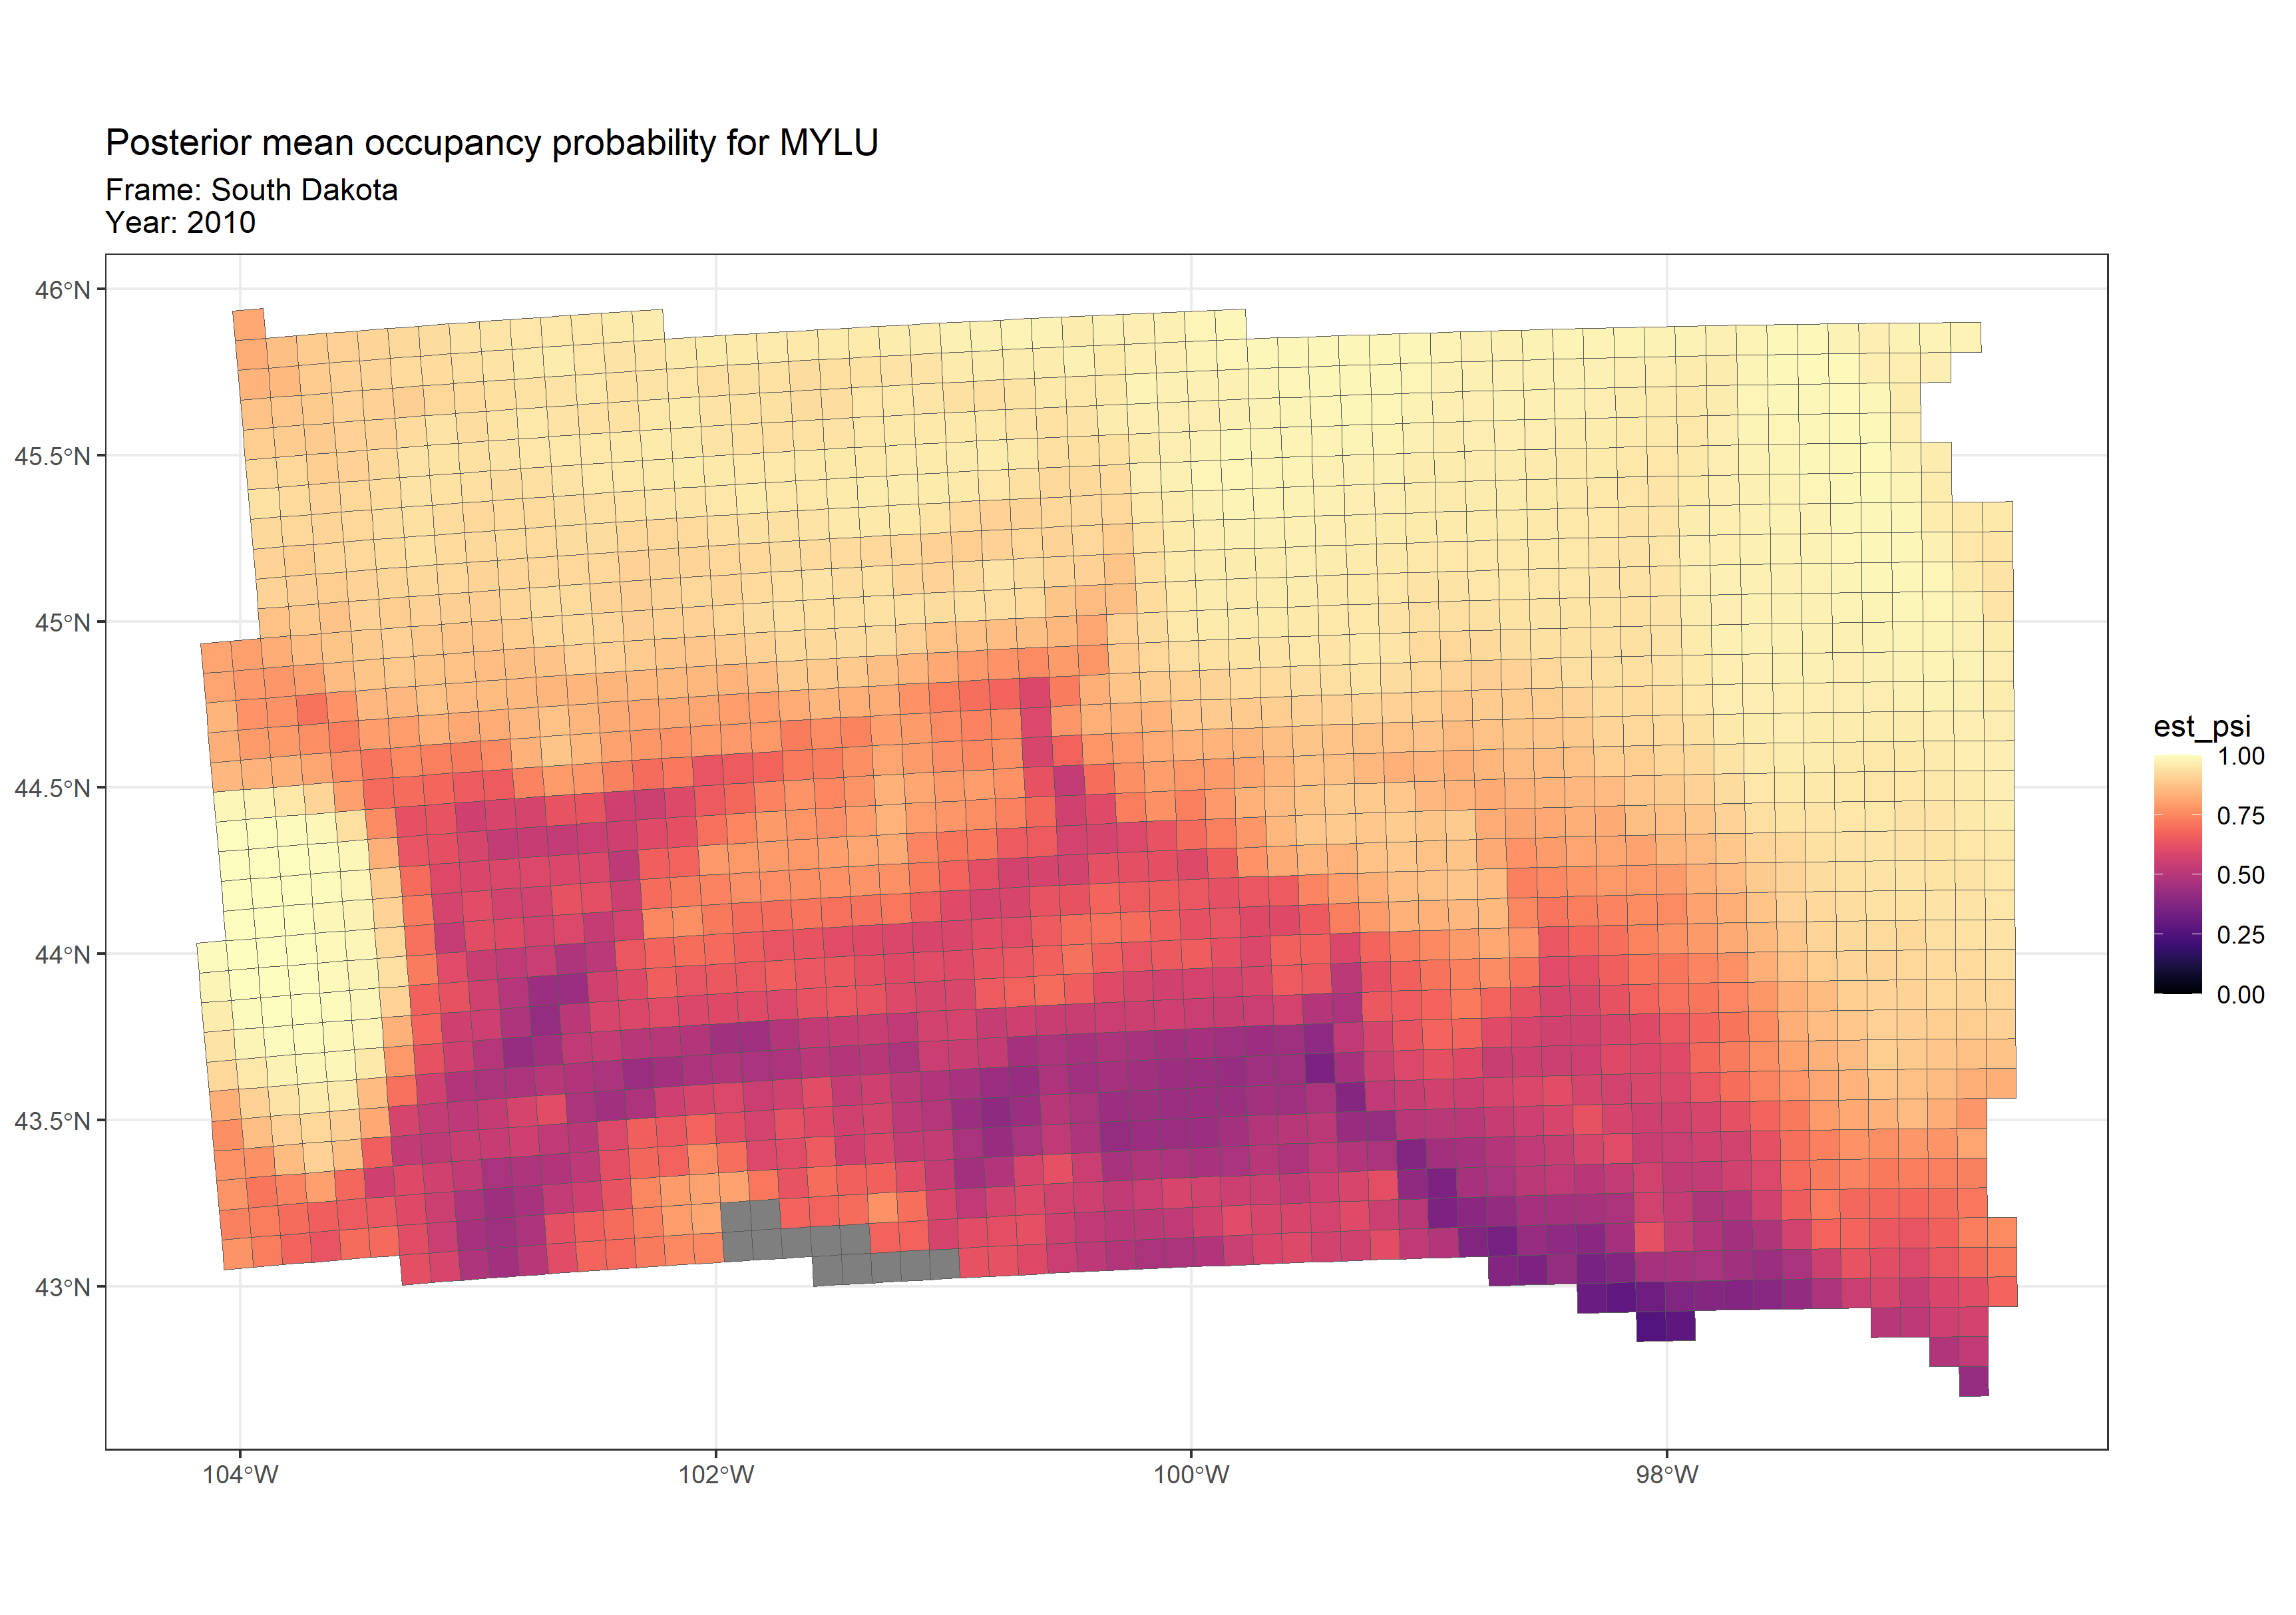 Posterior mean occupancy probability for MYLU
Frame: South Dakota
Year: 2010
46°N
45.5°N
45°N
44.5°N
44°N
43.5°N
43°N
104°W
102°W
100°W
98°W
est_psi
1.00
0.75
0.50
0.25
0.00